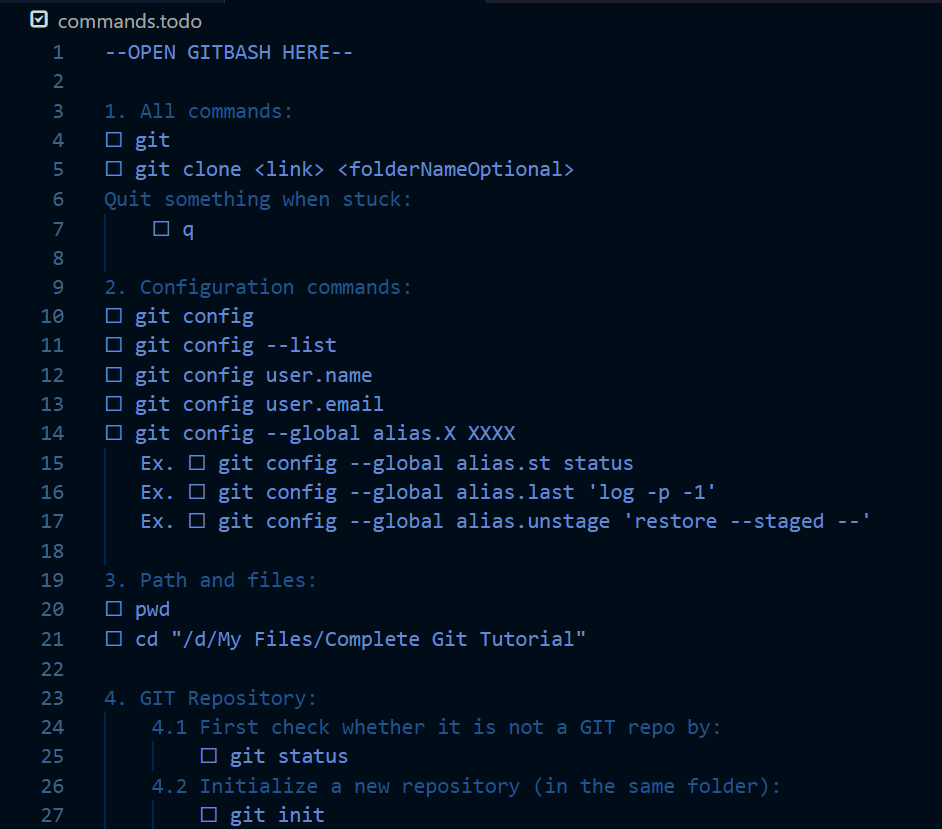 commands.todo
1 --OPEN GITBASH HERE--
2
3 1. All commands:
4 ☐ git
5 ☐ git clone <link> <folderNameOptional>
6 Quit something when stuck:
7 ☐ q
8
9 2. Configuration commands:
10 ☐ git config
11 ☐ git config --list
12 ☐ git config user.name
13 ☐ git config user.email
14 ☐ git config --global alias.X XXXX
15 Ex. ☐ git config --global alias.st status
16 Ex. ☐ git config --global alias.last 'log -p -1'
17 Ex. ☐ git config --global alias.unstage 'restore --staged --'
18
19 3. Path and files:
20 ☐ pwd
21 ☐ cd "/d/My Files/Complete Git Tutorial"
22
23 4. GIT Repository:
24 4.1 First check whether it is not a GIT repo by:
25 ☐ git status
26 4.2 Initialize a new repository (in the same folder):
27 ☐ git init